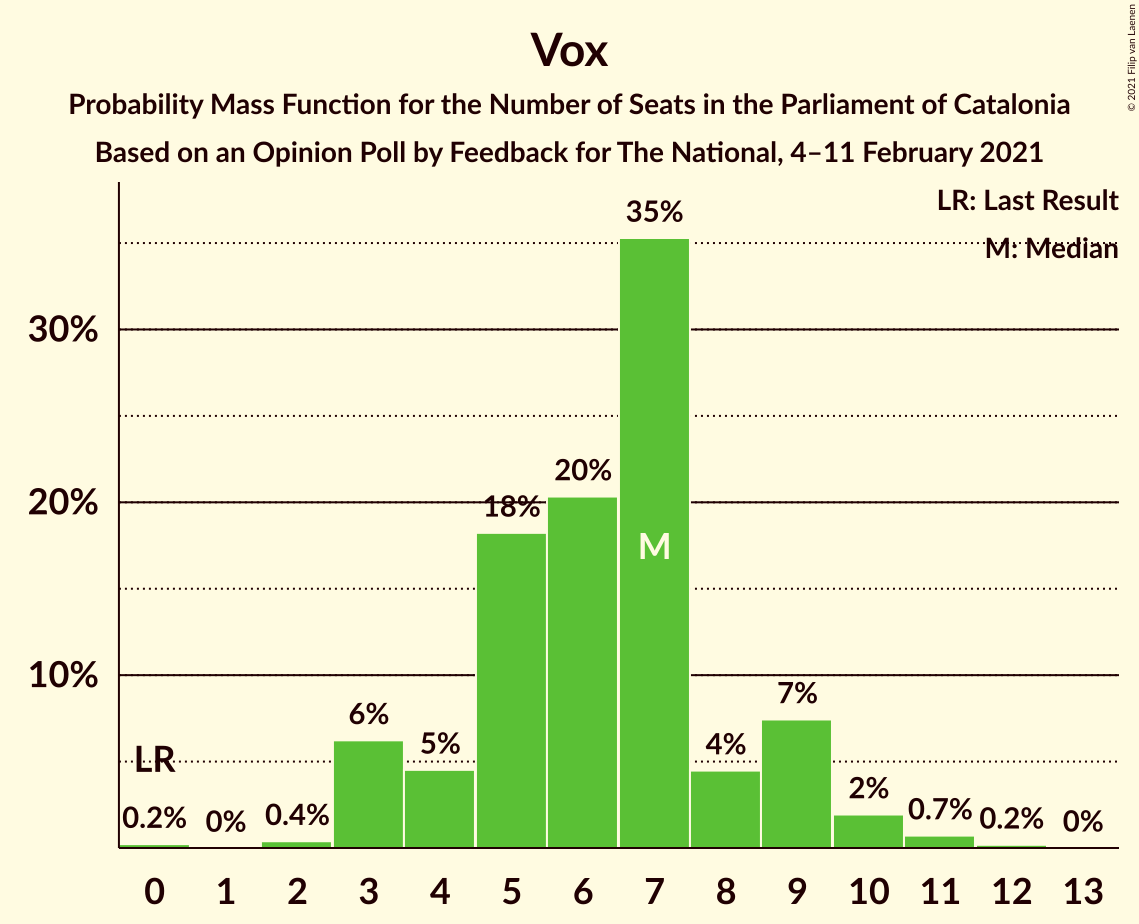 Vox
Probability Mass Function for the Number of Seats in the Parliament of Catalonia
Based on an Opinion Poll by Feedback for The National, 4–11 February 2021
© 2021 Filip van Laenen
LR: Last Result
M: Median
35%
30%
20%
20%
18%
M
10%
7%
6%
5%
4%
LR
2%
0.2%
0%
0.4%
0.7%
0.2%
0%
0 1 2 3 4 5 6 7 8 9 10 11 12 13